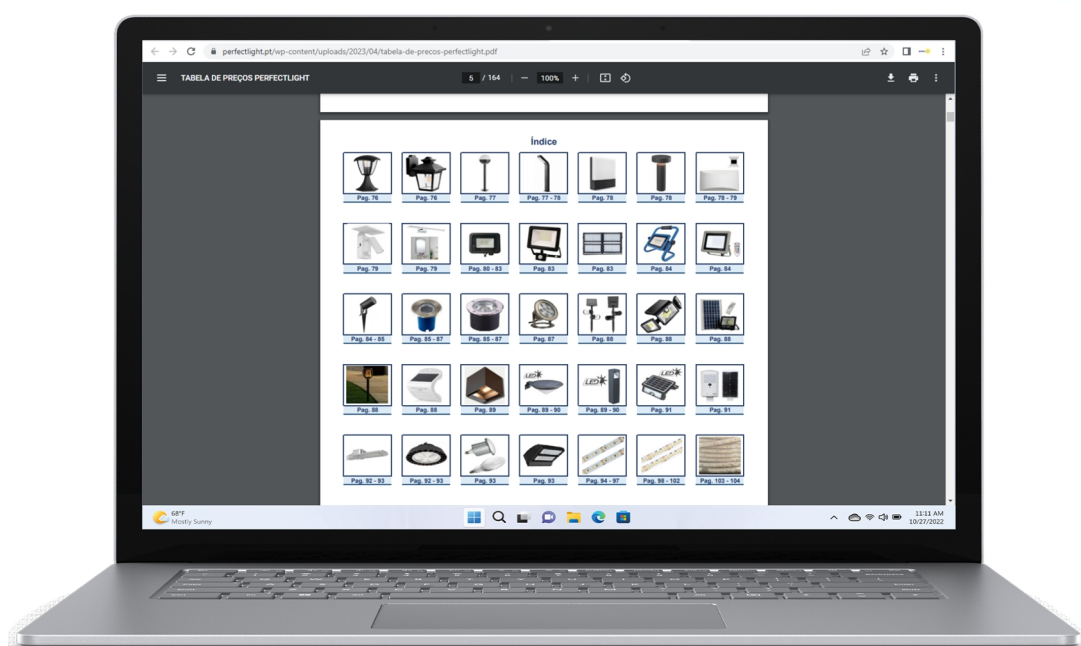 perfectlight.pt/wp-content/uploads/2023/04/tabela-de-precos-perfectlight.pdf
TABELA DE PREÇOS PERFECTLIGHT
5 / 164
100%
Índice
Pag. 76
Pag. 76
Pag. 77
Pag. 77 - 78
Pag. 78
Pag. 78
Pag. 78 - 79
Pag. 79
Pag. 79
Pag. 80 - 83
Pag. 83
Pag. 83
Pag. 84
Pag. 84
Pag. 84 - 85
Pag. 85 - 87
Pag. 85 - 87
Pag. 87
Pag. 88
Pag. 88
Pag. 88
Pag. 88
Pag. 88
Pag. 89
LED
Pag. 89 - 90
LED
Pag. 89 - 90
Pag. 91
Pag. 91
Pag. 92 - 93
Pag. 92 - 93
Pag. 93
Pag. 93
Pag. 94 - 97
Pag. 98 - 102
Pag. 103 - 104
68°F
Mostly Sunny
11:11 AM
10/27/2022